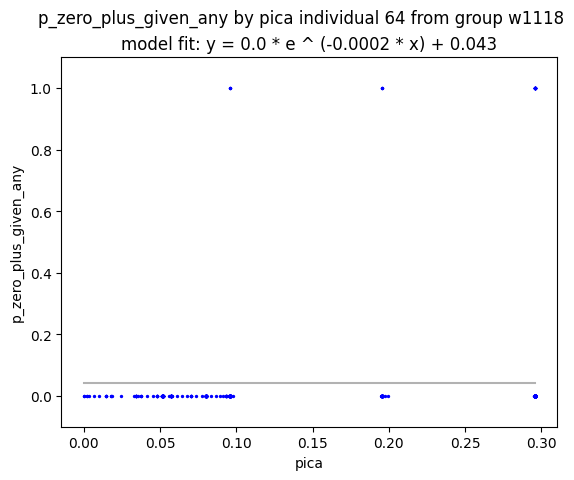 p_zero_plus_given_any by pica individual 64 from group w1118
model fit: y = 0.0 * e ^ (-0.0002 * x) + 0.043
1.0
0.8
0.6
0.4
0.2
0.0
p_zero_plus_given_any
0.00 0.05 0.10 0.15 0.20 0.25 0.30
pica